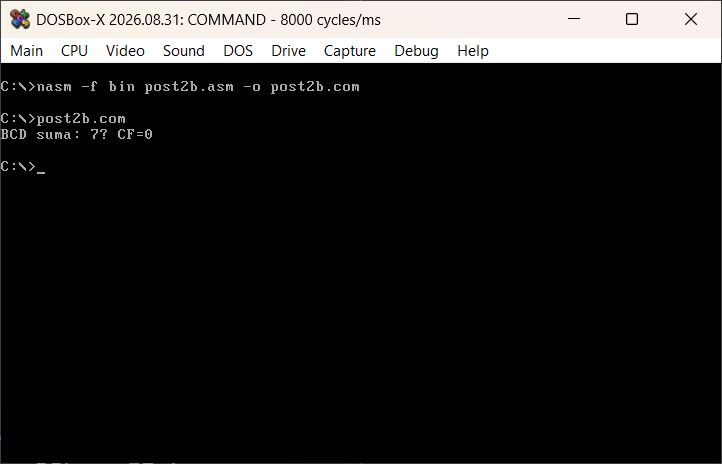 DOSBox-X 2026.08.31: COMMAND - 8000 cycles/ms
Main CPU Video Sound DOS Drive Capture Debug Help
C:\>nasm -f bin post2b.asm -o post2b.com
C:\>post2b.com
BCD suma: 7? CF=0
C:\>_